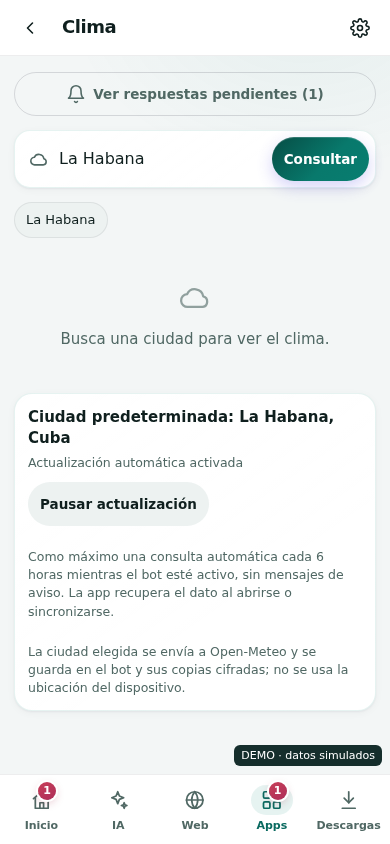 Clima
Ver respuestas pendientes (1)
La Habana
Consultar
La Habana
Busca una ciudad para ver el clima.
Ciudad predeterminada: La Habana,
Cuba
Actualización automática activada
Pausar actualización
Como máximo una consulta automática cada 6
horas mientras el bot esté activo, sin mensajes de
aviso. La app recupera el dato al abrirse o
sincronizarse.
La ciudad elegida se envía a Open-Meteo y se
guarda en el bot y sus copias cifradas; no se usa la
ubicación del dispositivo.
DEMO · datos simulados
1
1
Inicio
IA
Web
Apps
Descargas